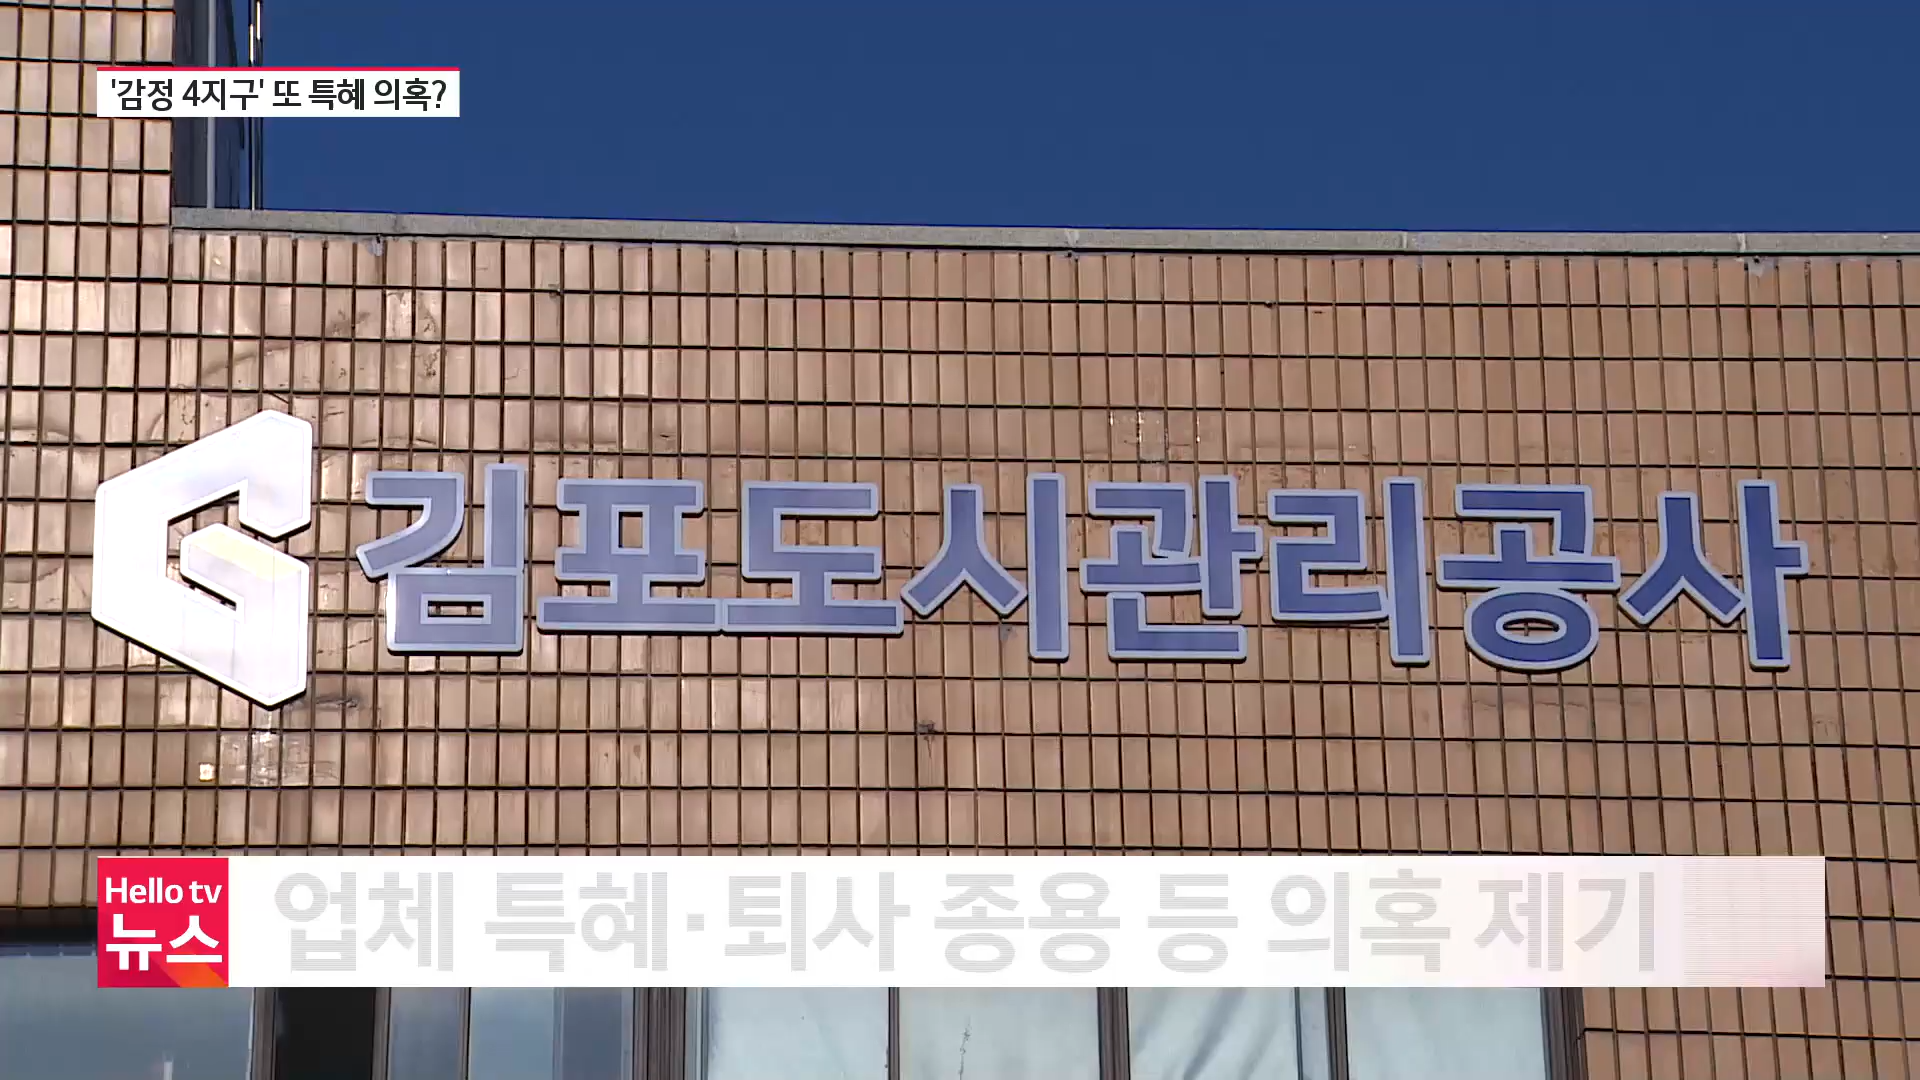 '감정 4지구' 또 특혜 의혹?
김포도시관리공사
Hello tv
뉴스
업체 특혜·퇴사 종용 등 의혹 제기